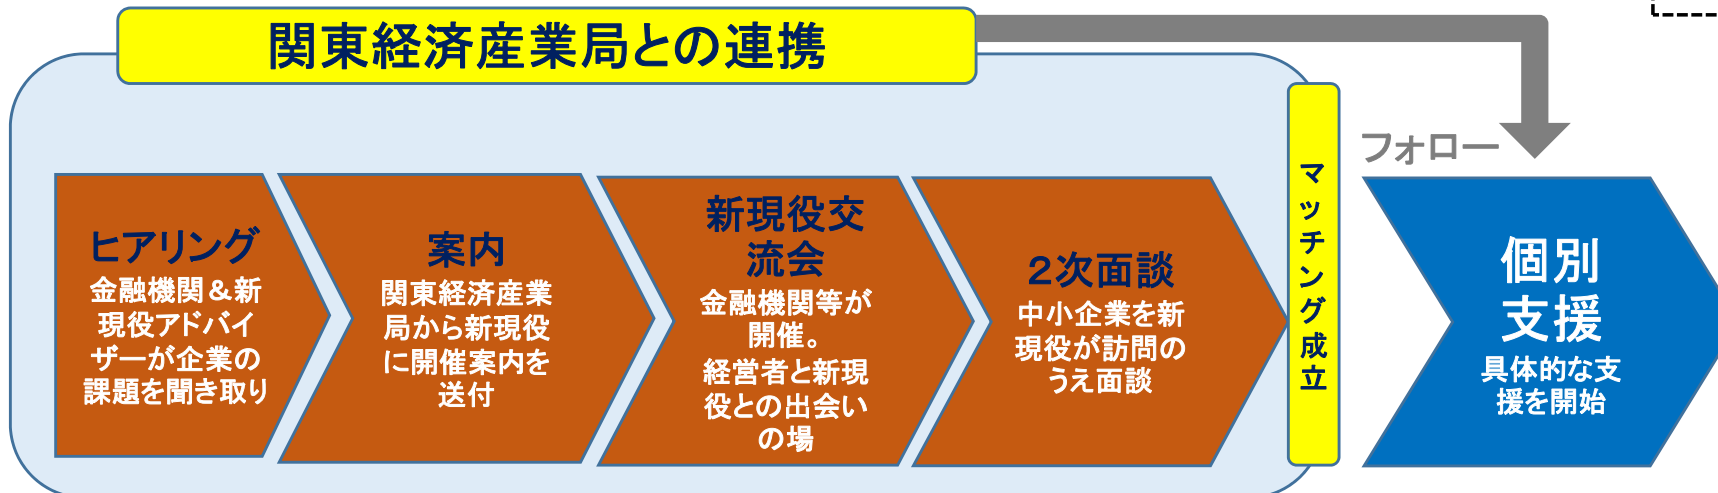 関東経済産業局との連携
ヒアリング
金融機関＆新
現役アドバイ
ザーが企業の
課題を聞き取り
案内
関東経済産業
局から新現役
に開催案内を
送付
新現役交
流会
金融機関等が
開催。
経営者と新現
役との出会い
の場
２次面談
中小企業を新
現役が訪問の
うえ面談
マッチング成立
フォロー
個別
支援
具体的な支
援を開始